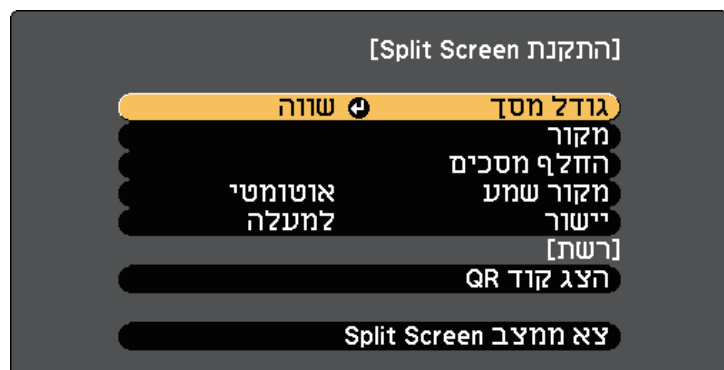 [התקנת Split Screen]
גודל מסך שווה
מקור
החלף מסכים
מקור שמע אוטומטי
יישור למעלה
[רשת]
הצג קוד QR
צא ממצב Split Screen